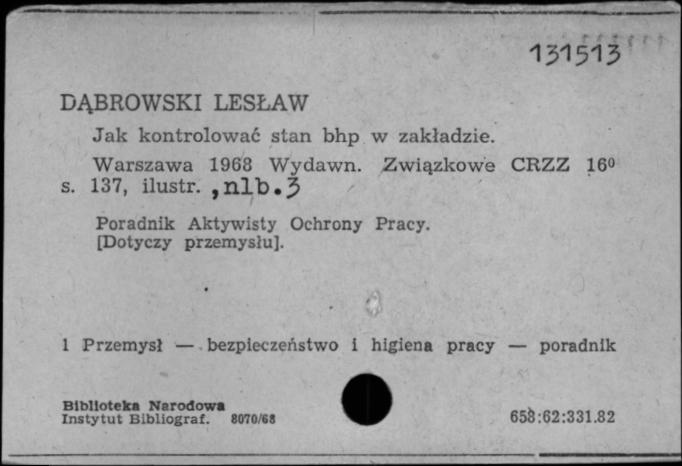 131513
DĄBROWSKI LESŁAW
Jak kontrolować stan bhp w zakładzie.
Warszawa 1968 Wydawn. Związkowe CRZZ 16⁰
s. 137, ilustr. , nlb. 3
Poradnik Aktywisty Ochrony Pracy.
[Dotyczy przemysłu].
1 Przemysł — bezpieczeństwo i higiena pracy — poradnik
Biblioteka Narodowa
Instytut Bibliograf. 8070/68
658:62:331.82